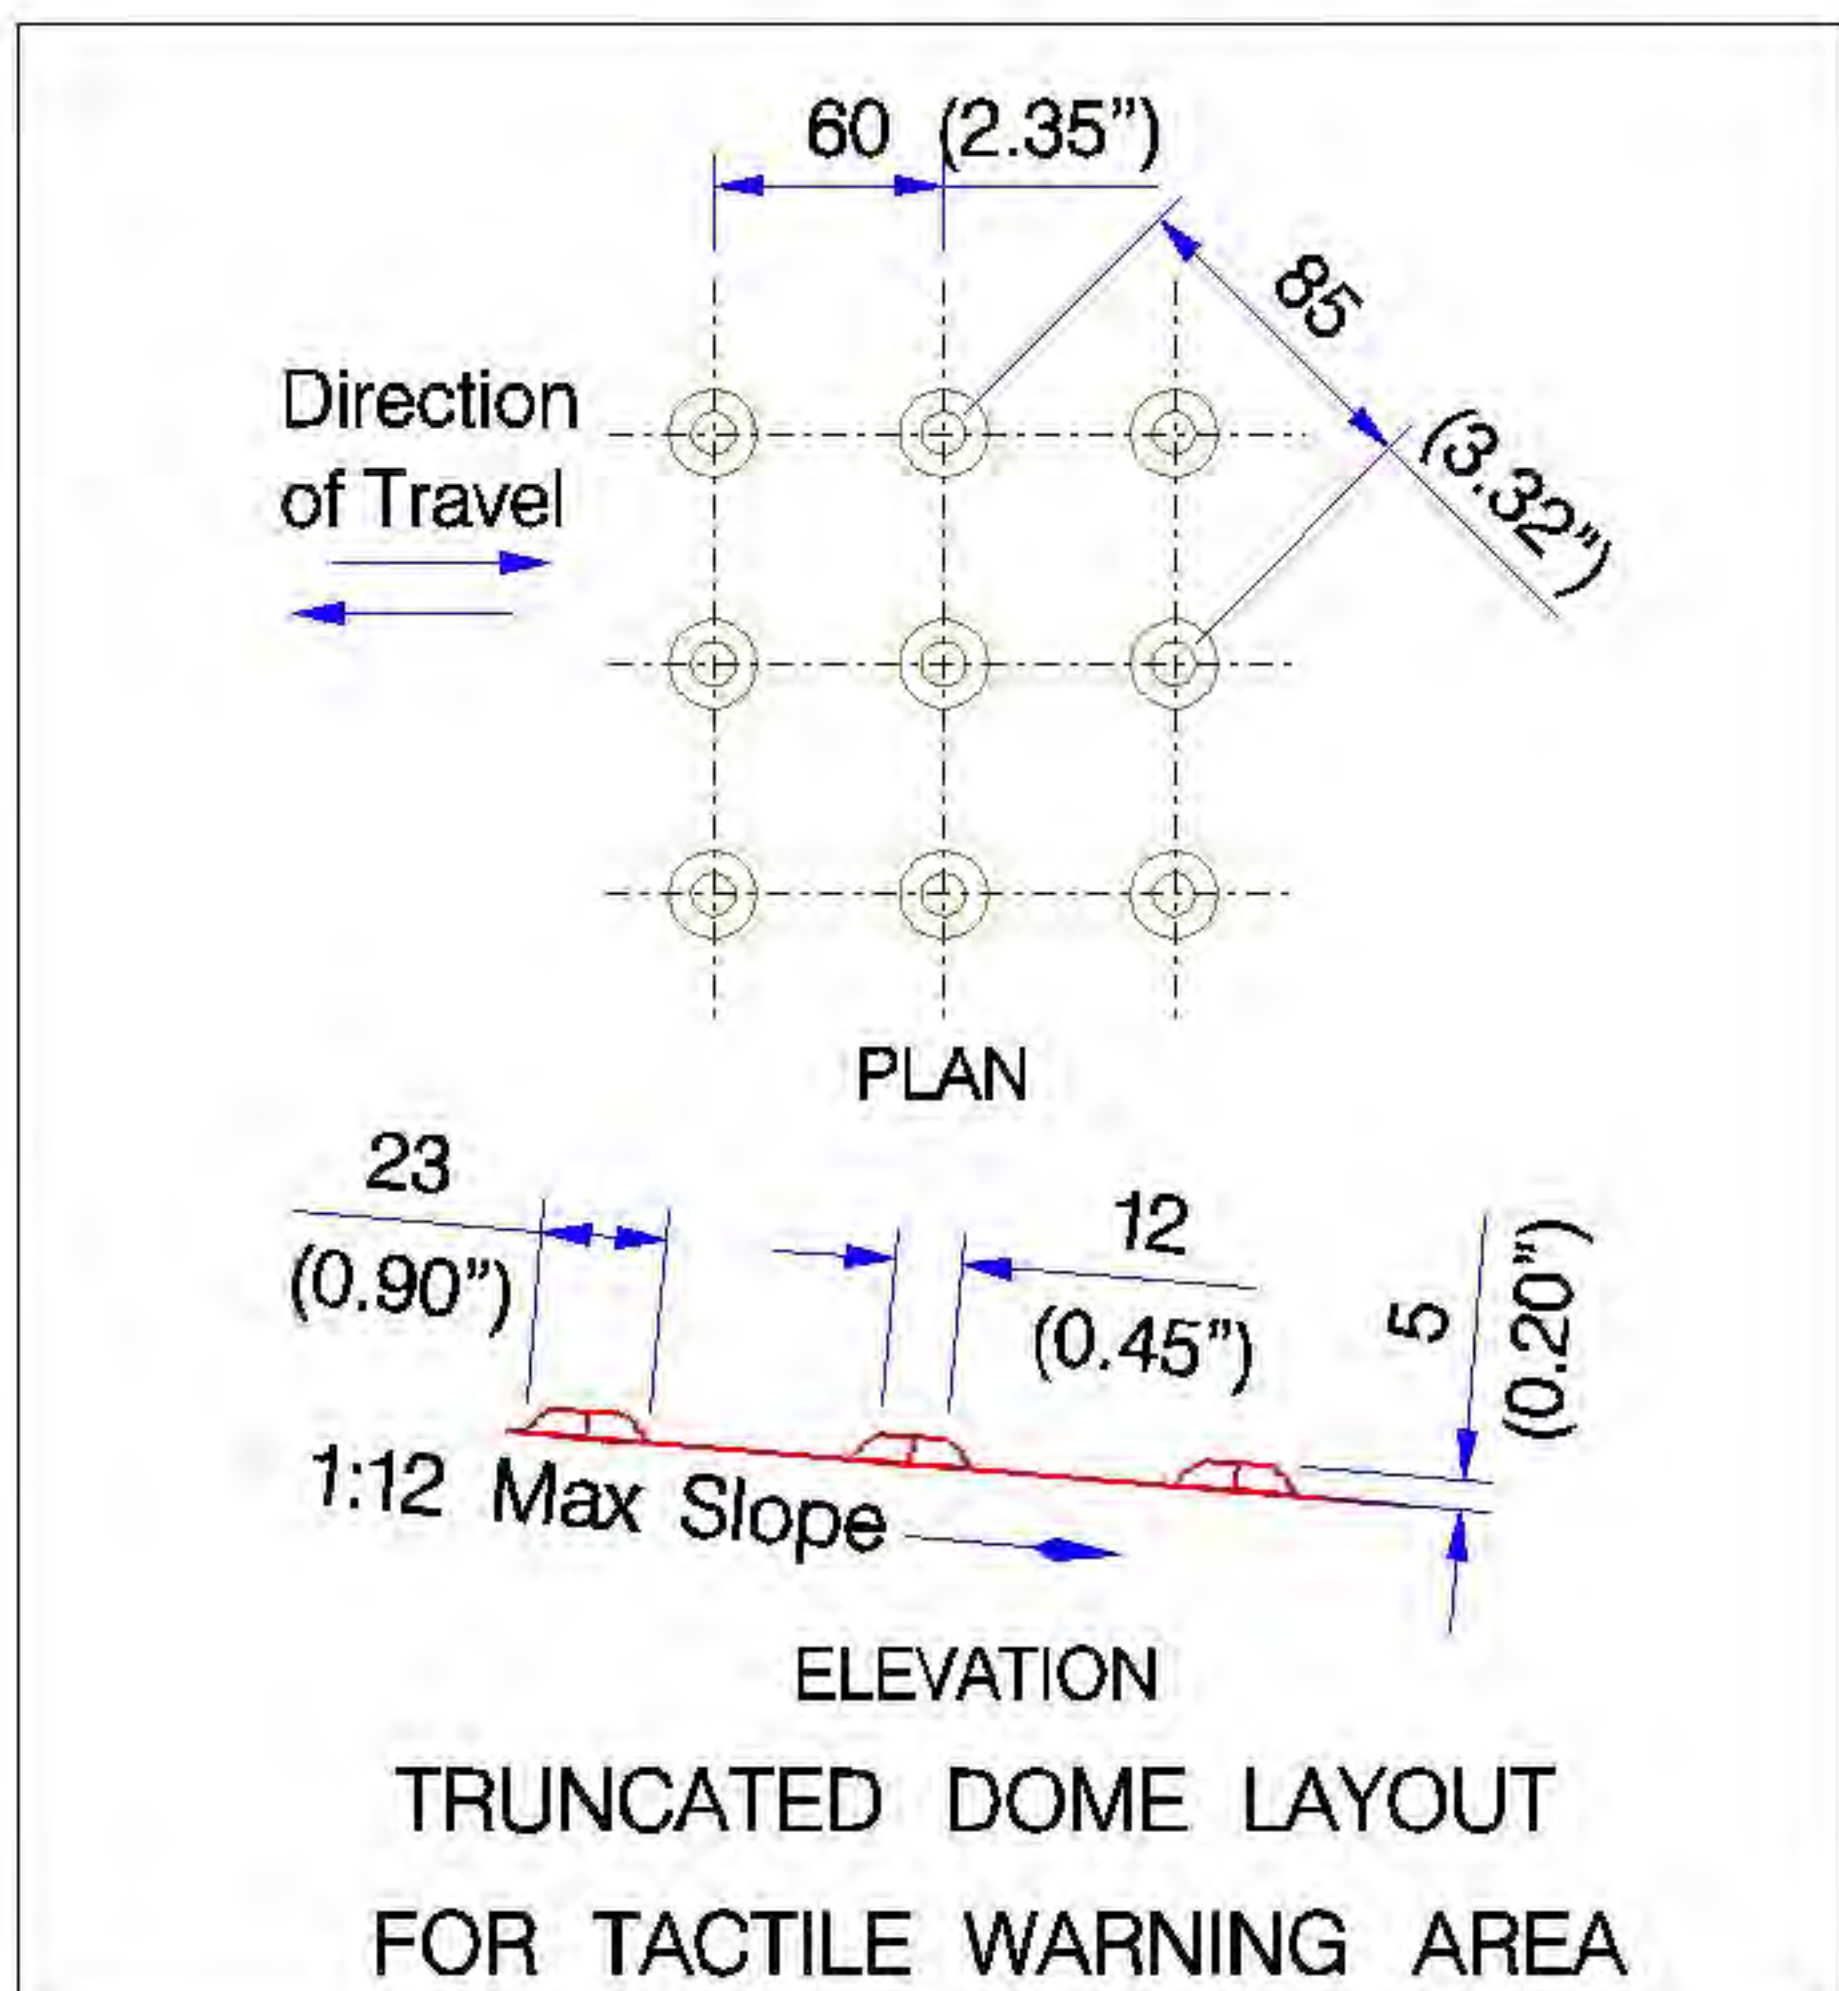 60 (2.35”)
85
(3.32”)
Direction
of Travel
PLAN
23
(0.90”)
12
(0.45”)
5
(0.20”)
1:12 Max Slope
ELEVATION
TRUNCATED DOME LAYOUT
FOR TACTILE WARNING AREA